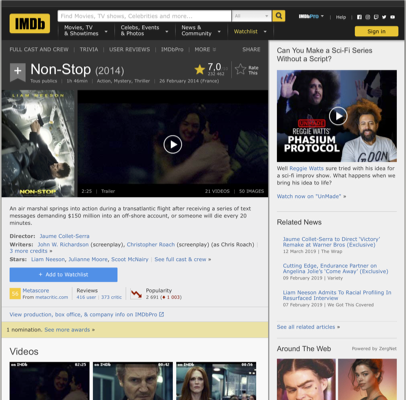 IMDb
Find Movies, TV shows, Celebrities and more...
All
IMDbPro
Help
Movies, TV & Showtimes
Celebs, Events & Photos
News & Community
Watchlist
Sign in
FULL CAST AND CREW | TRIVIA | USER REVIEWS | IMDbPro | MORE
SHARE
Non-Stop (2014)
7,0
Rate This
Tous publics | 1h 46min | Action, Mystery, Thriller | 26 February 2014 (France)
LIAM NEESON
NON-STOP
2:25 | Trailer
21 VIDEOS | 50 IMAGES
An air marshal springs into action during a transatlantic flight after receiving a series of text
messages demanding $150 million into an off-shore account, or someone will die every 20
minutes.
Director: Jaume Collet-Serra
Writers: John W. Richardson (screenplay), Christopher Roach (screenplay) (as Chris Roach) |
3 more credits »
Stars: Liam Neeson, Julianne Moore, Scoot McNairy | See full cast & crew »
+ Add to Watchlist
Metascore
From metacritic.com
Reviews
416 user | 373 critic
Popularity
2 691
View production, box office, & company info on IMDbPro
1 nomination. See more awards »
Videos
Can You Make a Sci-Fi Series
Without a Script?
REGGIE WATTS'
PHASIUM
PROTOCOL
Well Reggie Watts sure tried with his idea for
a sci-fi improv show. What happens when we
bring his idea to life?
Watch now on "UnMade" »
Related News
Jaume Collet-Serra to Direct 'Victory'
Remake at Warner Bros (Exclusive)
12 March 2019 | The Wrap
Cutting Edge, Endurance Partner on
Angelina Jolie's 'Come Away' (Exclusive)
09 February 2019 | Variety
Liam Neeson Admits To Racial Profiling In
Resurfaced Interview
07 February 2019 | We Got This Covered
See all related articles »
Around The Web
Powered by ZergNet